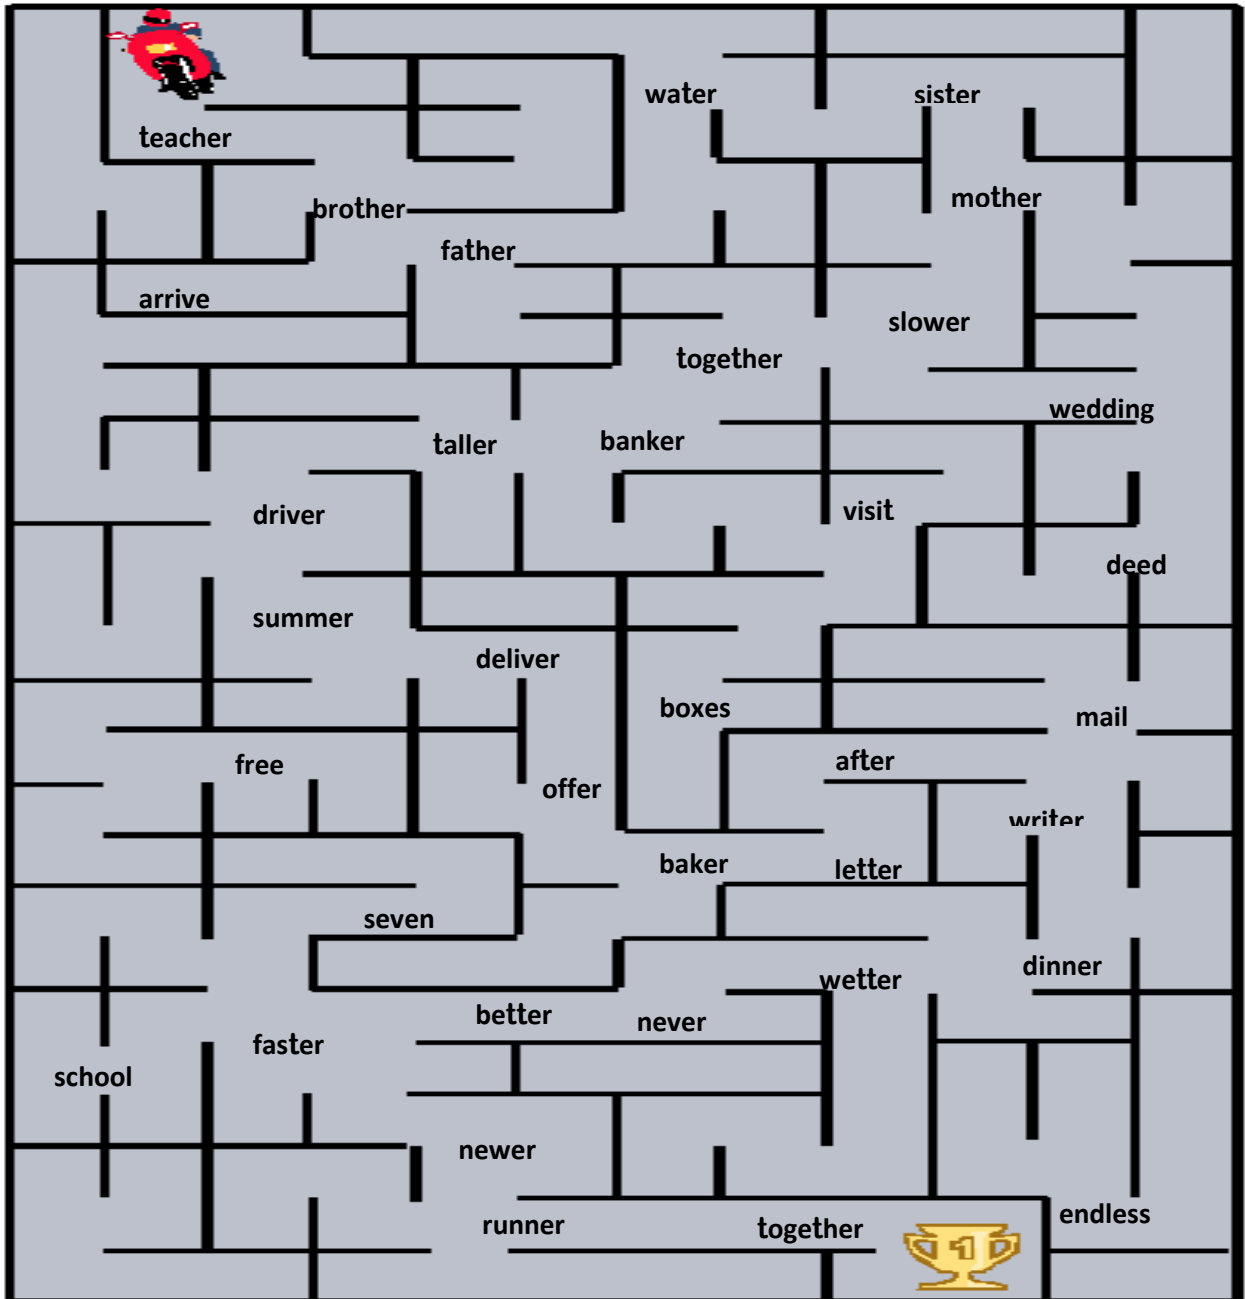 water
sister
teacher
mother
brother
father
arrive
slower
together
wedding
taller
banker
driver
visit
deed
summer
deliver
boxes
mail
free
after
offer
writer
baker
letter
seven
dinner
wetter
better
never
faster
school
newer
endless
runner
together
1